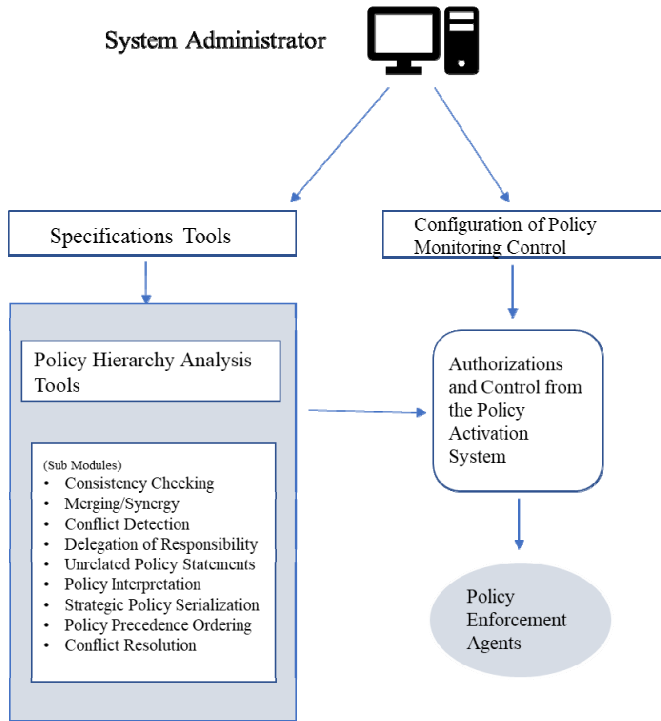 System Administrator
Specifications Tools
Configuration of Policy
Monitoring Control
Policy Hierarchy Analysis
Tools
Authorizations
and Control from
the Policy
Activation
System
(Sub Modules)
• Consistency Checking
• Merging/Synergy
• Conflict Detection
• Delegation of Responsibility
• Unrelated Policy Statements
• Policy Interpretation
• Strategic Policy Serialization
• Policy Precedence Ordering
• Conflict Resolution
Policy
Enforcement
Agents